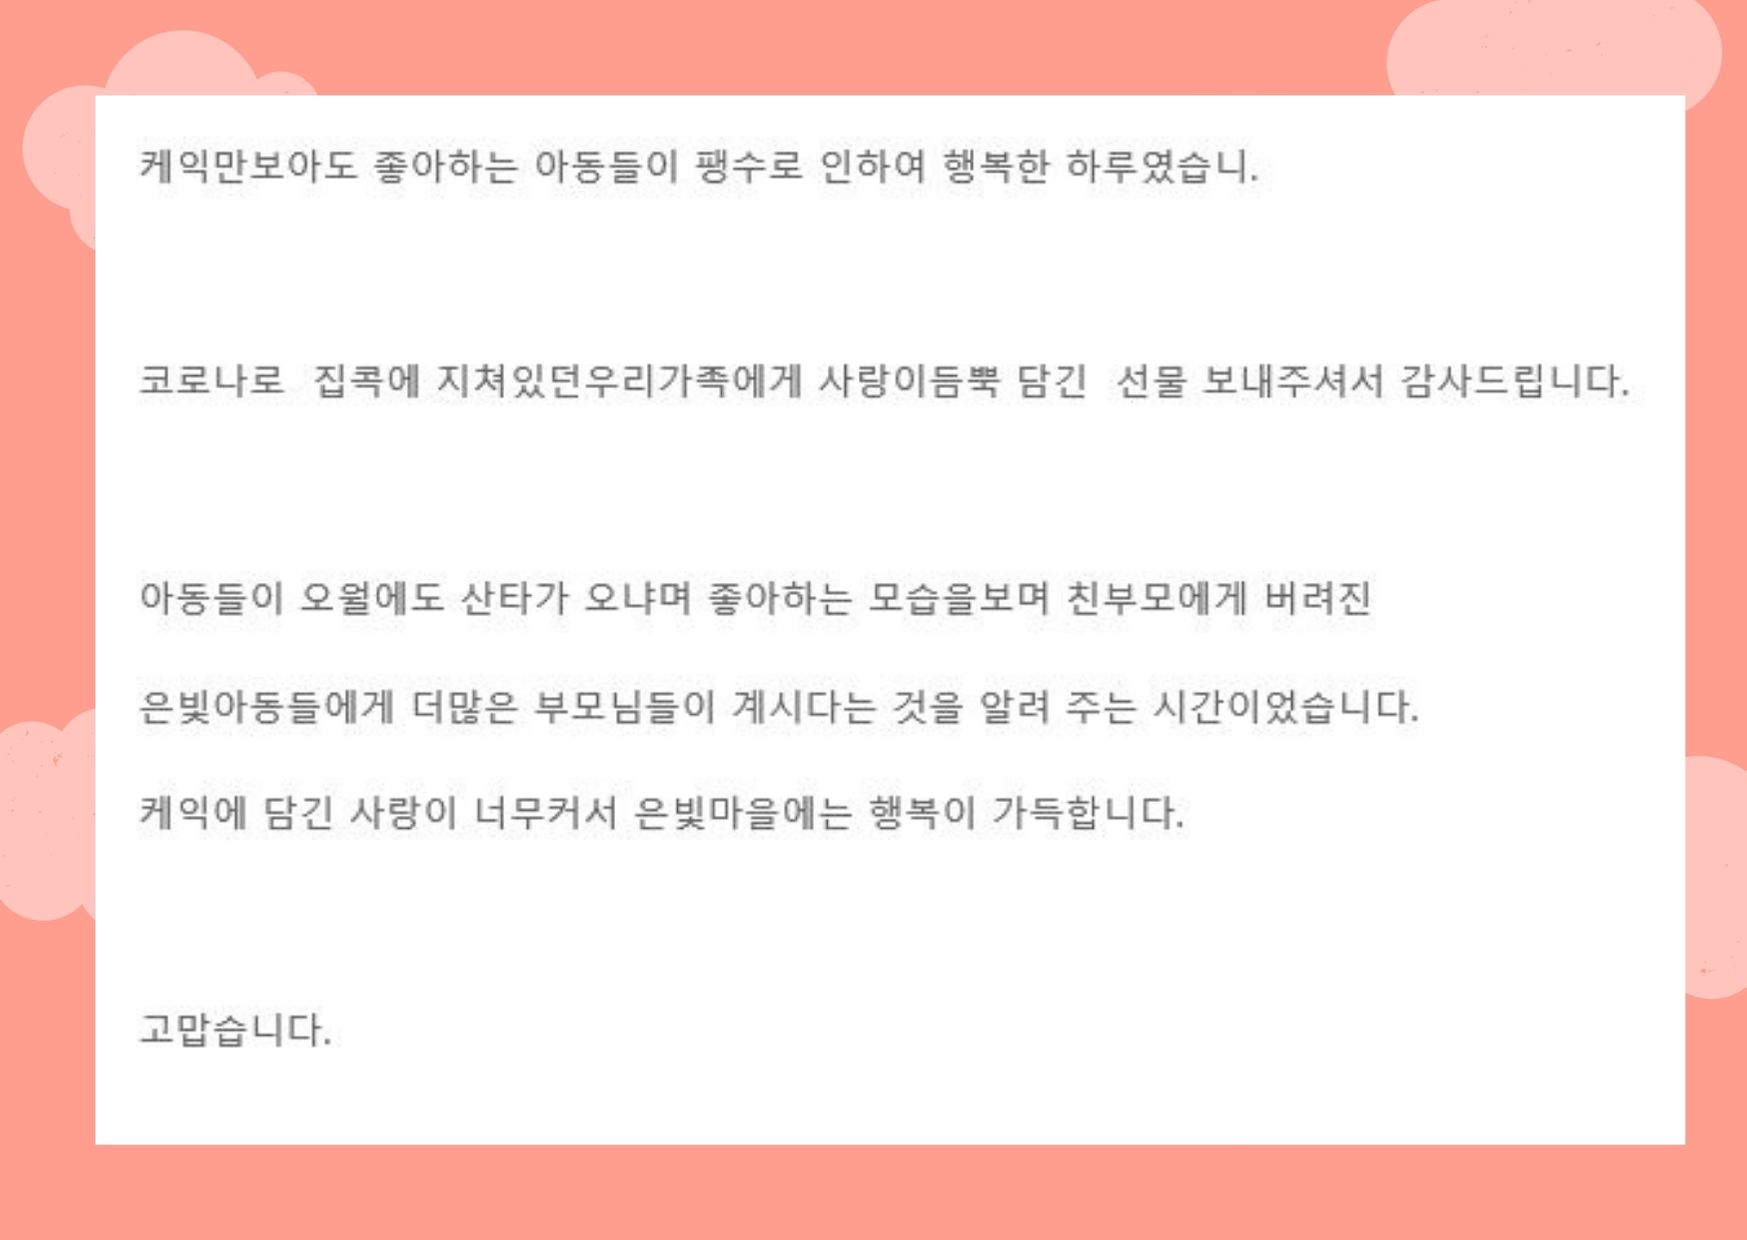 케익만보아도 좋아하는 아동들이 팽수로 인하여 행복한 하루였습니.
코로나로 집콕에 지쳐있던우리가족에게 사랑이듬뿍 담긴 선물 보내주셔서 감사드립니다.
아동들이 오월에도 산타가 오냐며 좋아하는 모습을보며 친부모에게 버려진
은빛아동들에게 더많은 부모님들이 계시다는 것을 알려 주는 시간이었습니다.
케익에 담긴 사랑이 너무커서 은빛마을에는 행복이 가득합니다.
고맙습니다.